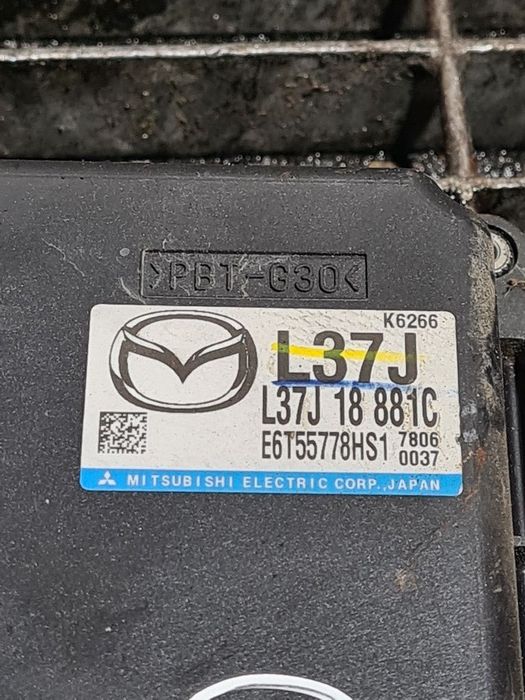 >PBT-G30<
K6266
L37J
L37J 18 881C
E6T55778HS1 7806
0037
MITSUBISHI ELECTRIC CORP., JAPAN